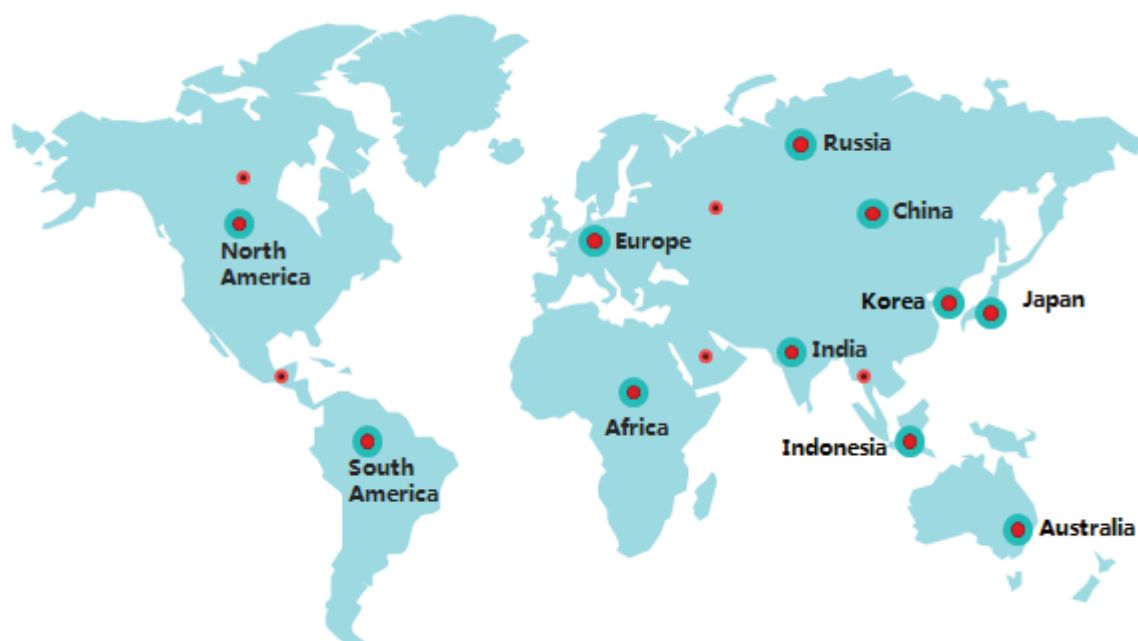 Russia
China
Europe
North
America
Korea
Japan
India
Africa
Indonesia
South
America
Australia